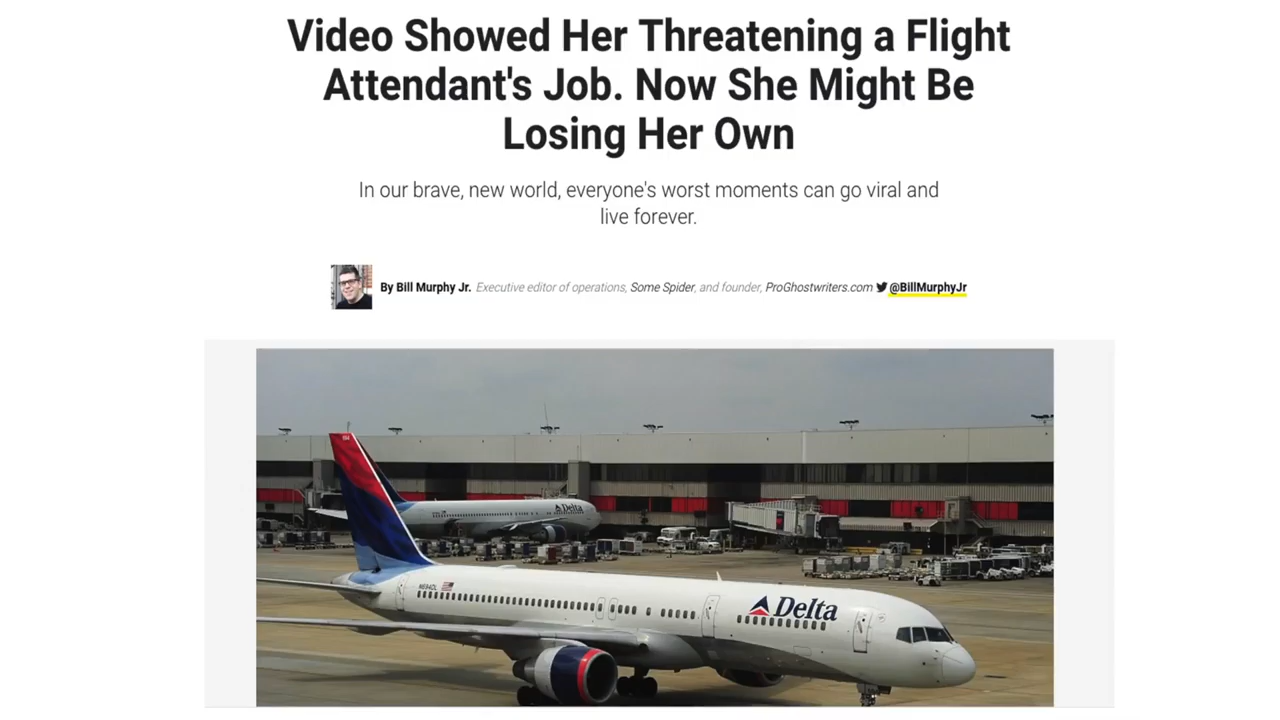 Video Showed Her Threatening a Flight
Attendant's Job. Now She Might Be
Losing Her Own
In our brave, new world, everyone's worst moments can go viral and
live forever.
By Bill Murphy Jr. Executive editor of operations, Some Spider, and founder, ProGhostwriters.com @BillMurphyJr
Delta
Delta